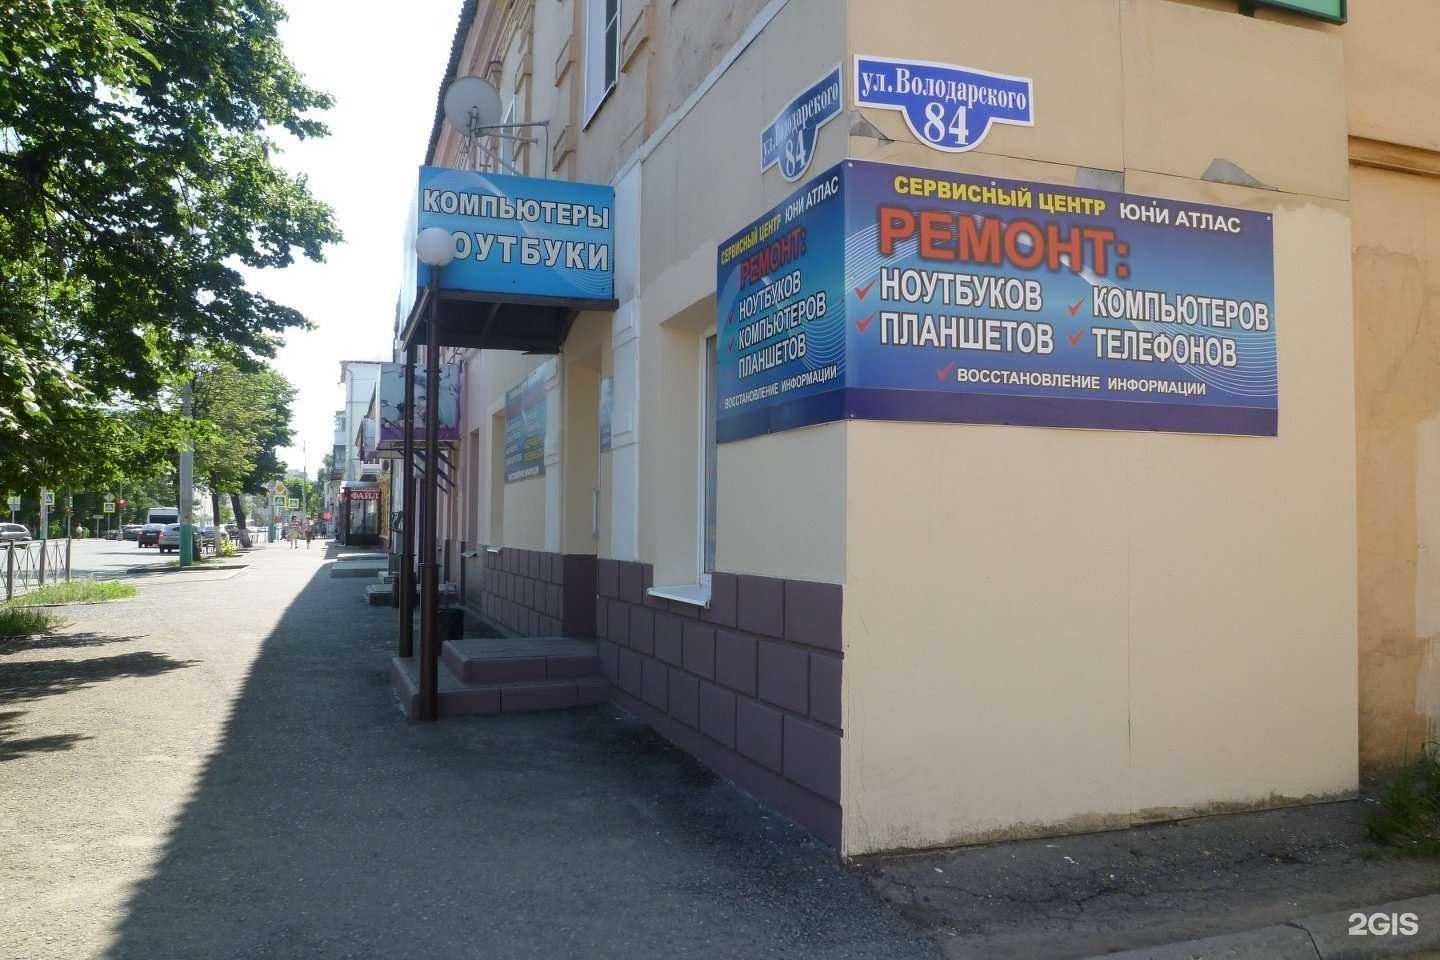 ул.Володарского
84
ул.Володарского
84
КОМПЬЮТЕРЫ
НОУТБУКИ
СЕРВИСНЫЙ ЦЕНТР ЮНИ АТЛАС
РЕМОНТ:
НОУТБУКОВ
КОМПЬЮТЕРОВ
ПЛАНШЕТОВ
ВОССТАНОВЛЕНИЕ ИНФОРМАЦИИ
СЕРВИСНЫЙ ЦЕНТР ЮНИ АТЛАС
РЕМОНТ:
НОУТБУКОВ КОМПЬЮТЕРОВ
ПЛАНШЕТОВ ТЕЛЕФОНОВ
ВОССТАНОВЛЕНИЕ ИНФОРМАЦИИ
ФАЙЛ
2GIS